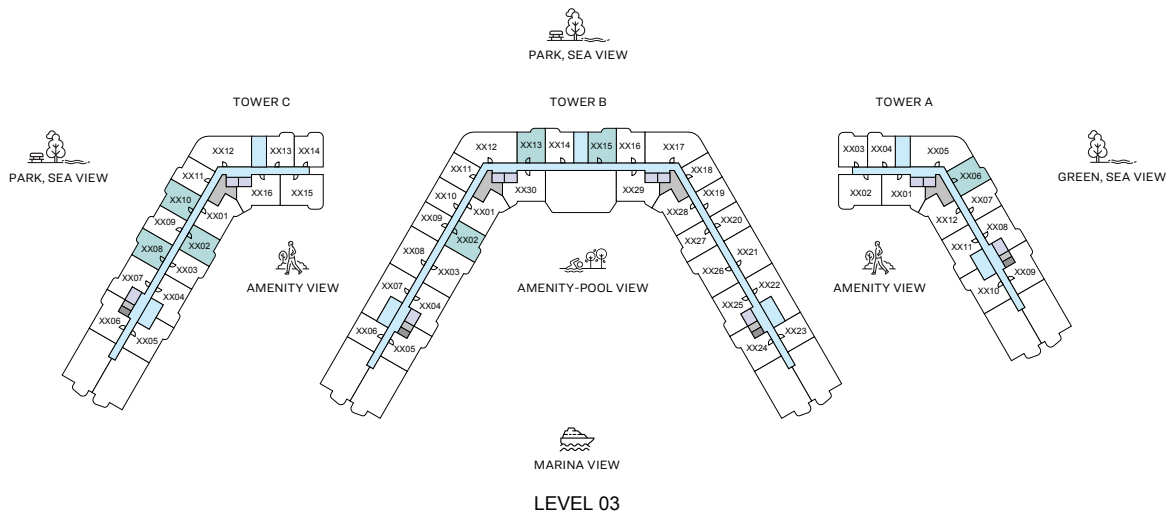 PARK, SEA VIEW
TOWER C
TOWER B
TOWER A
PARK, SEA VIEW
GREEN, SEA VIEW
XX12
XX13
XX14
XX11
XX16
XX15
XX10
XX01
XX09
XX02
XX08
XX03
XX07
XX04
XX06
XX05
XX12
XX13
XX14
XX15
XX16
XX17
XX11
XX18
XX30
XX29
XX10
XX19
XX01
XX28
XX09
XX20
XX02
XX27
XX08
XX21
XX03
XX26
XX07
XX22
XX04
XX25
XX06
XX23
XX05
XX24
XX03
XX04
XX05
XX06
XX02
XX01
XX07
XX12
XX08
XX11
XX09
XX10
AMENITY VIEW
AMENITY-POOL VIEW
AMENITY VIEW
MARINA VIEW
LEVEL 03